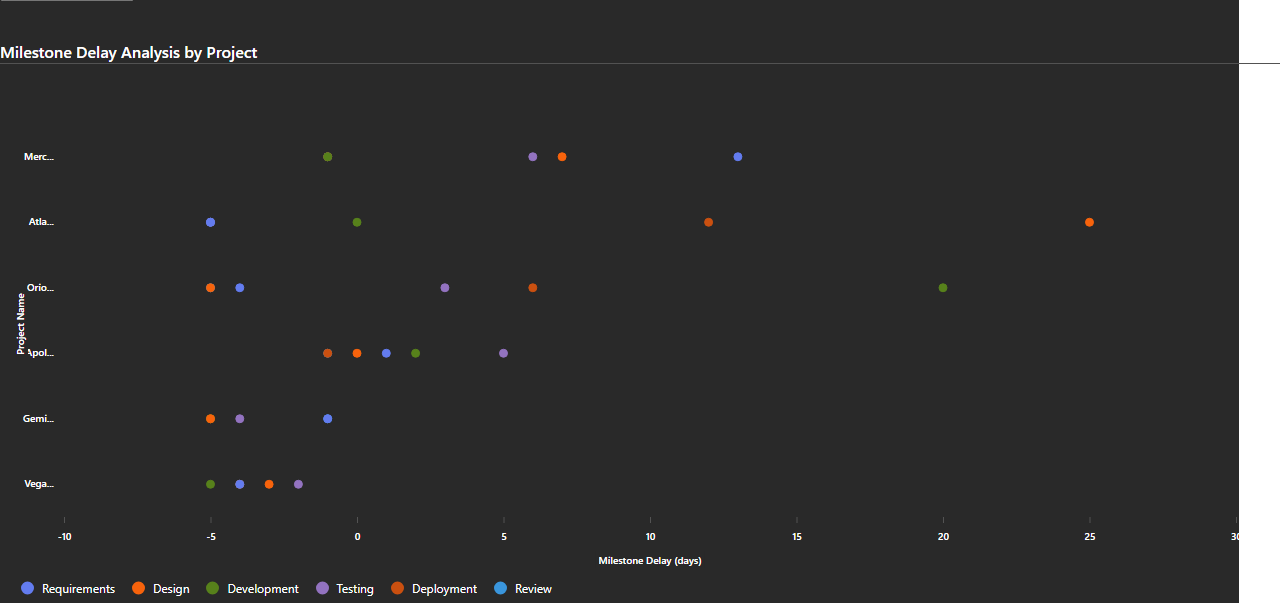 Milestone Delay Analysis by Project
Merc...
Atla...
Orio...
Project Name
Apol...
Gemi...
Vega...
-10 -5 0 5 10 15 20 25 30
Milestone Delay (days)
Requirements Design Development Testing Deployment Review